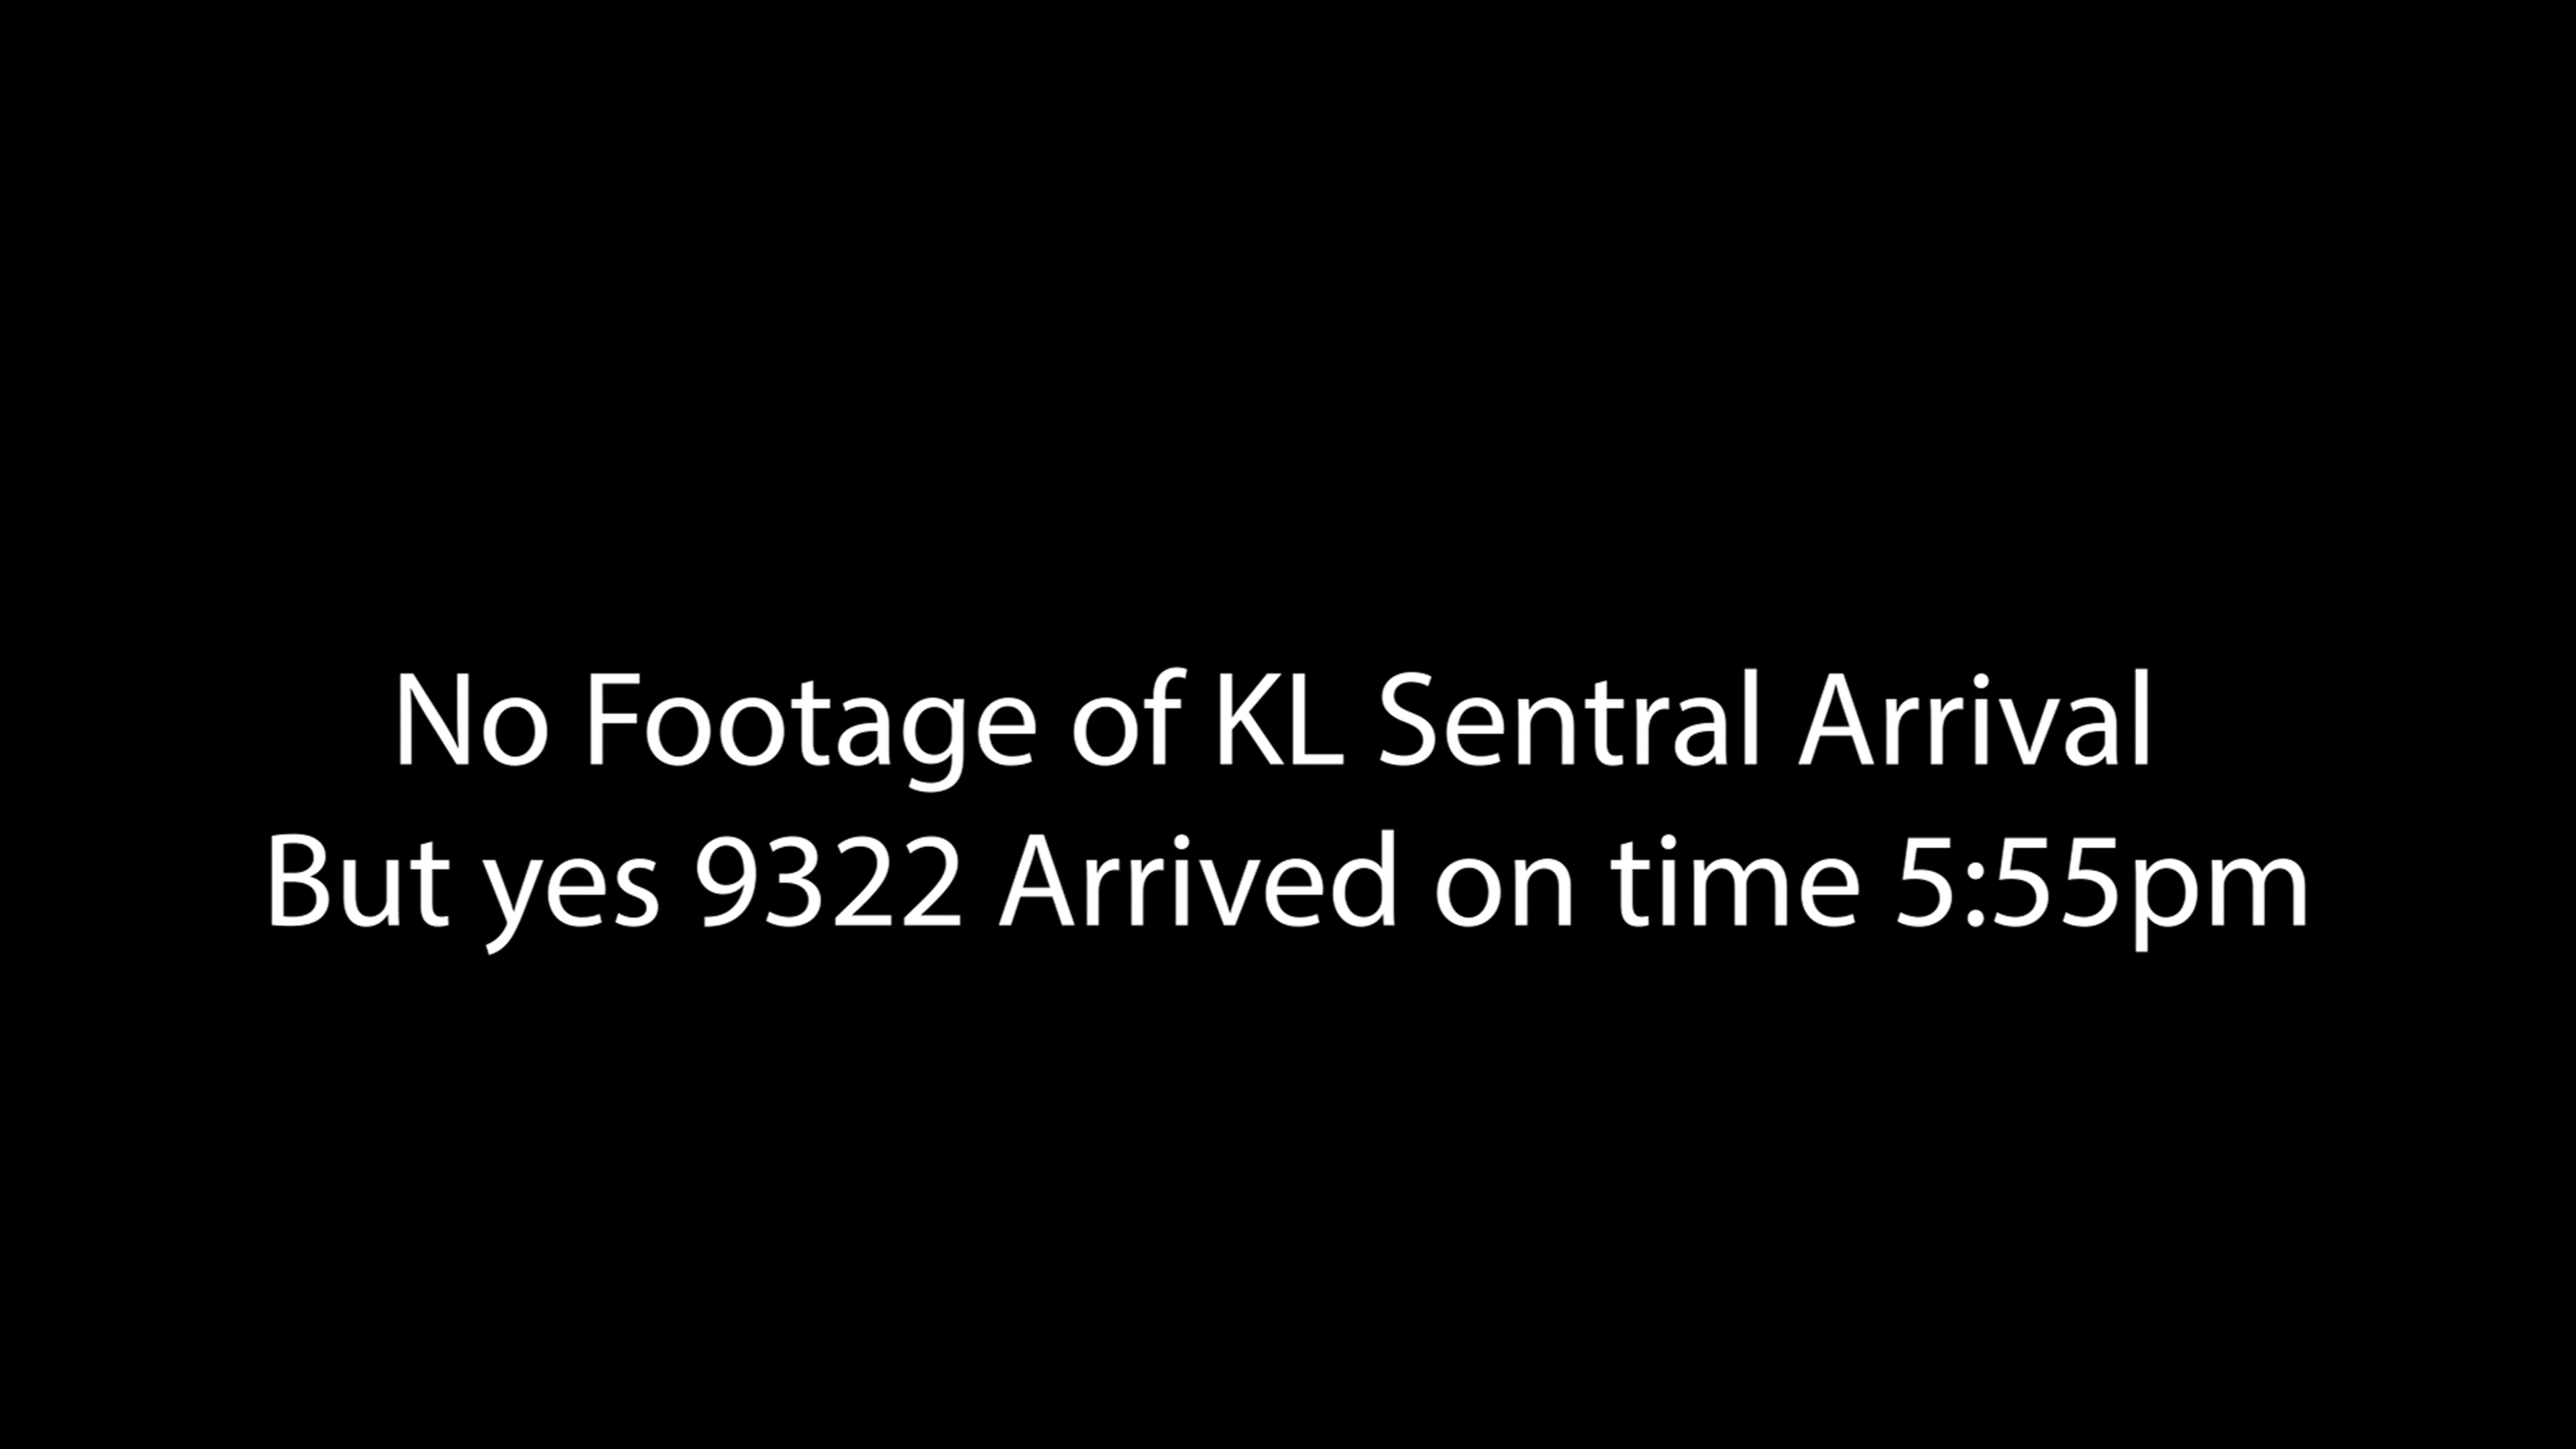 No Footage of KL Sentral Arrival
But yes 9322 Arrived on time 5:55pm